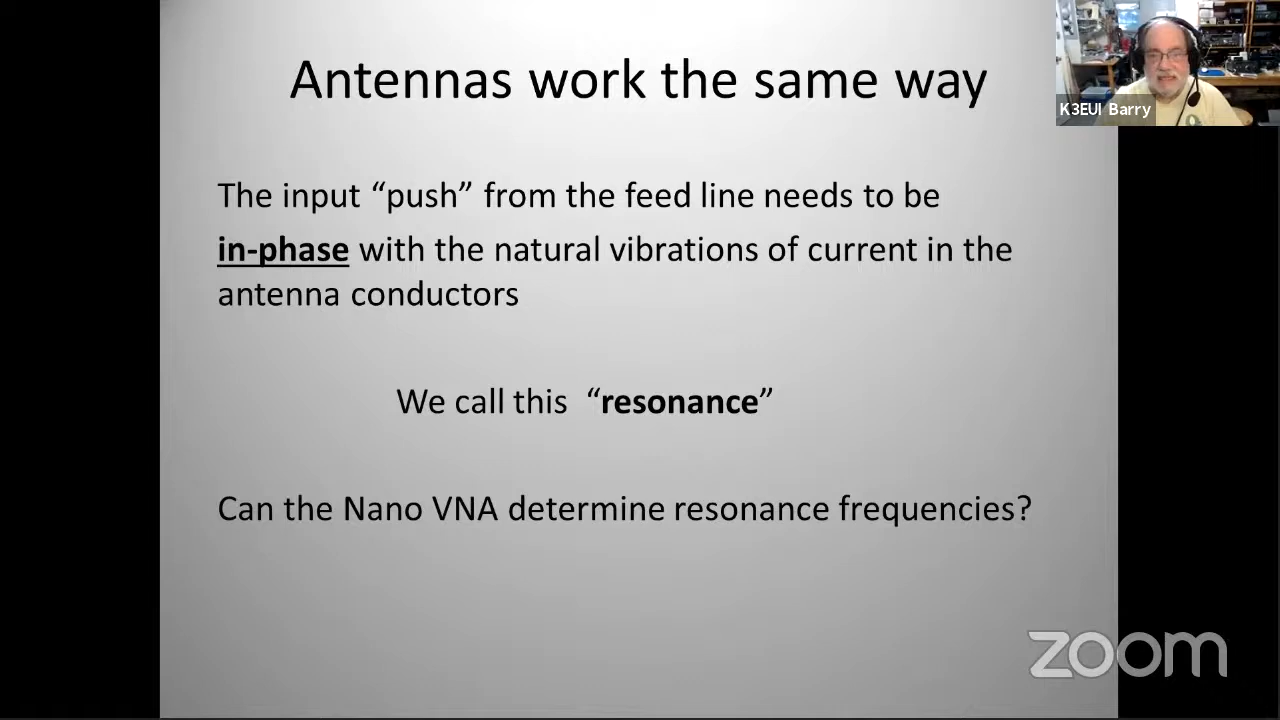 Antennas work the same way
K3EUI Barry
The input “push” from the feed line needs to be
in-phase with the natural vibrations of current in the
antenna conductors
We call this “resonance”
Can the Nano VNA determine resonance frequencies?
zoom